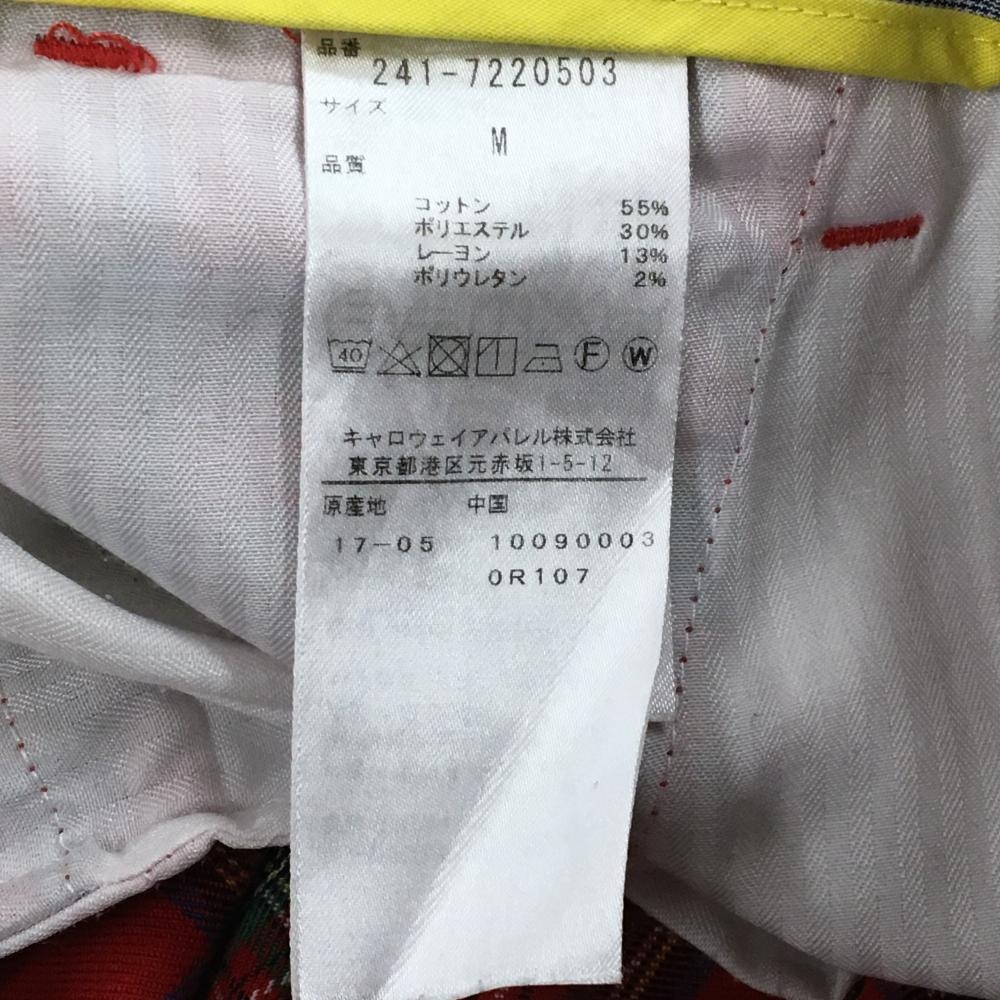 品番
241-7220503
サイズ
M
品質
コットン 55%
ポリエステル 30%
レーヨン 13%
ポリウレタン 2%
40 F W
キャロウェイアパレル株式会社
東京都港区元赤坂1-5-12
原産地 中国
17-05 10090003
0R107